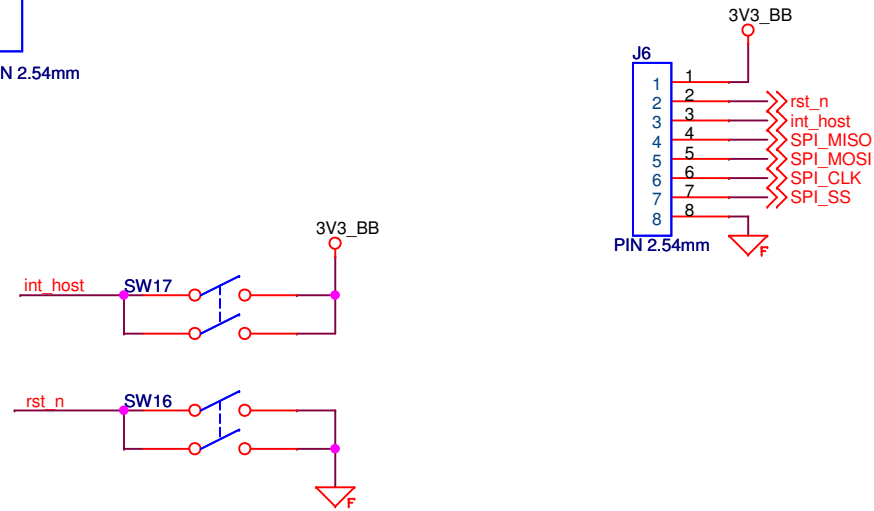 3V3_BB
J6
N 2.54mm
1 1
2 2 rst_n
3 3 int_host
4 4 SPI_MISO
5 5 SPI_MOSI
6 6 SPI_CLK
7 7 SPI_SS
8 8
PIN 2.54mm
F
3V3_BB
int_host SW17
rst_n SW16
F